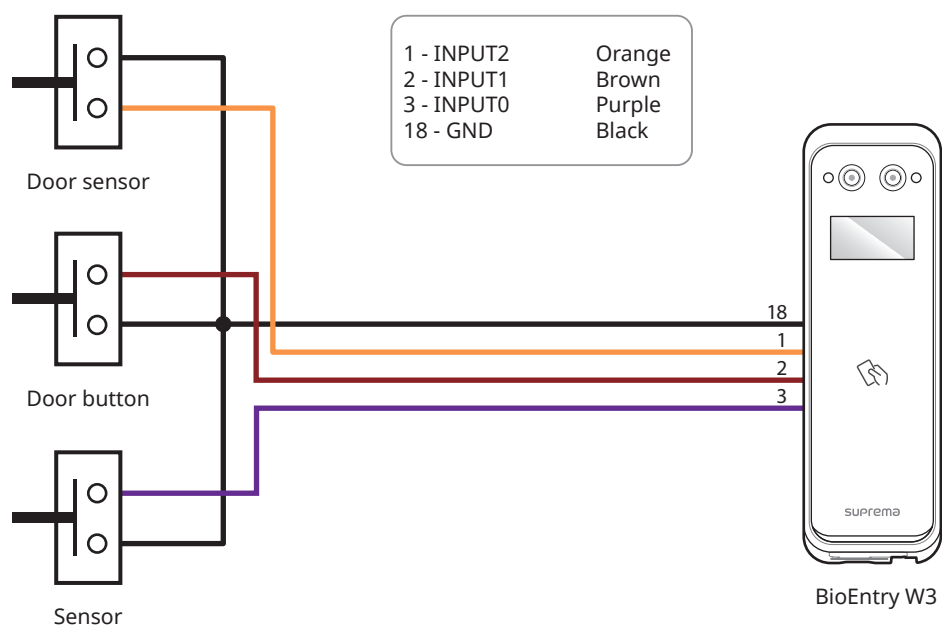 1 - INPUT2 Orange
2 - INPUT1 Brown
3 - INPUT0 Purple
18 - GND Black
Door sensor
Door button
Sensor
18
1
2
3
suprema
BioEntry W3